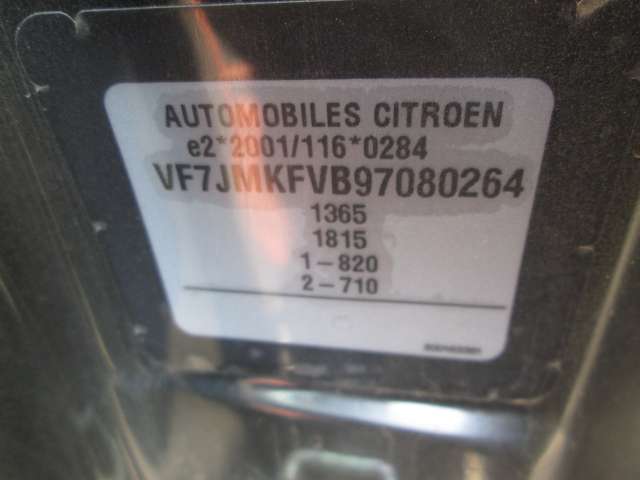 AUTOMOBILES CITROEN
e2*2001/116*0284
VF7JMKFVB97080264
1365
1815
1-820
2-710